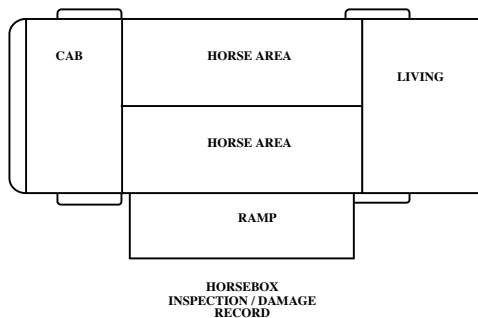 CAB
HORSE AREA
LIVING
HORSE AREA
RAMP
HORSEBOX
INSPECTION / DAMAGE
RECORD